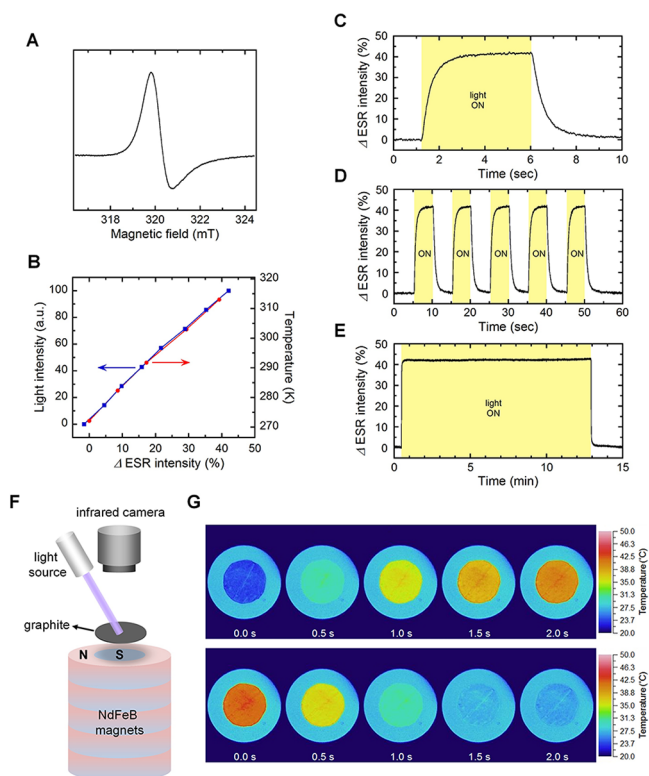 A
318 320 322 324
Magnetic field (mT)
B
Light intensity (a.u.)
100
80
60
40
20
0
320
310
300
290
280
270
Temperature (K)
0 10 20 30 40 50
Δ ESR intensity (%)
C
Δ ESR intensity (%)
50
40
30
20
10
0
light
ON
0 2 4 6 8 10
Time (sec)
D
Δ ESR intensity (%)
50
40
30
20
10
0
ON ON ON ON ON
0 10 20 30 40 50 60
Time (sec)
E
Δ ESR intensity (%)
50
40
30
20
10
0
light
ON
0 5 10 15
Time (min)
F
infrared camera
light
source
graphite
N S
NdFeB
magnets
G
0.0 s 0.5 s 1.0 s 1.5 s 2.0 s
50.0
46.3
42.5
38.8
35.0
31.3
27.5
23.7
20.0
Temperature (°C)
0.0 s 0.5 s 1.0 s 1.5 s 2.0 s
50.0
46.3
42.5
38.8
35.0
31.3
27.5
23.7
20.0
Temperature (°C)